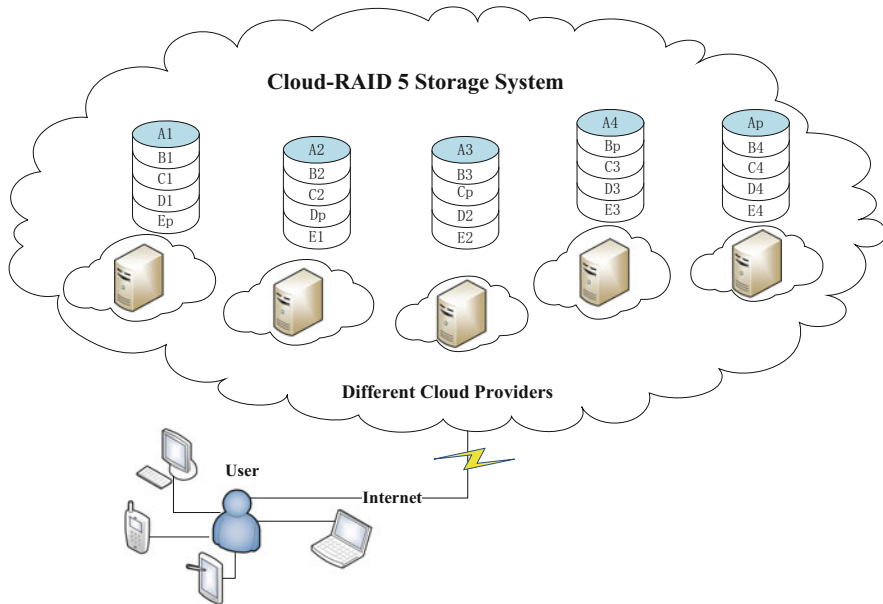 Cloud-RAID 5 Storage System
A1
B1
C1
D1
Ep
A2
B2
C2
Dp
E1
A3
B3
Cp
D2
E2
A4
Bp
C3
D3
E3
Ap
B4
C4
D4
E4
Different Cloud Providers
User
Internet